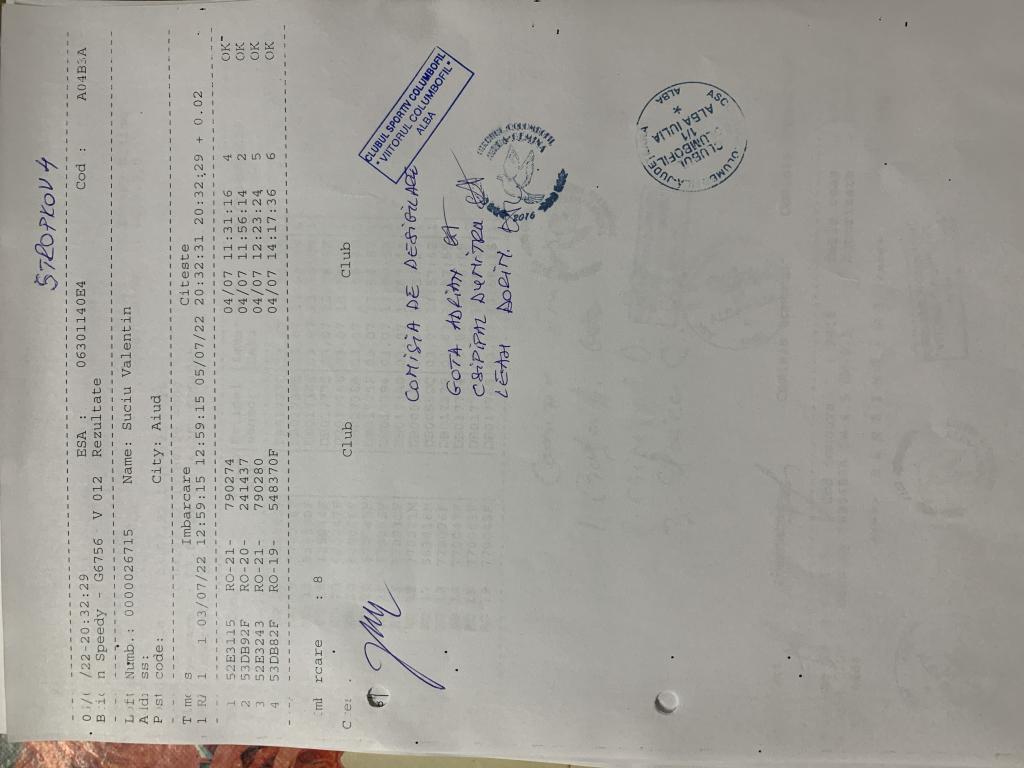 STROPKOV 4
/22-20:32:29 ESA : 06301140E4 Cod : A04B3A
n Speedy - G6756 V 012 Rezultate
Numb.: 0000026715 Name: Suciu Valentin
ss:
code: City: Aiud
Imbarcare Citeste
1 1 03/07/22 12:59:15 12:59:15 05/07/22 20:32:31 20:32:29 + 0.02
1 52E3115 RO-21- 790274 04/07 11:31:16 4 OK
2 53DB92F RO-20- 241437 04/07 11:56:14 2 OK
3 52E3243 RO-21- 790280 04/07 12:23:24 5 OK
4 53DB82F RO-19- 548370F 04/07 14:17:36 6 OK
rcare : 8
Club Club
CLUBUL SPORTIV COLUMBOFIL
VIITORUL COLUMBOFIL
ALBA
COMISIA DE DESIGILARE
GOTA ADRIAN
DUMITRU
DORIN
2016
ALBA IULIA
ALBA